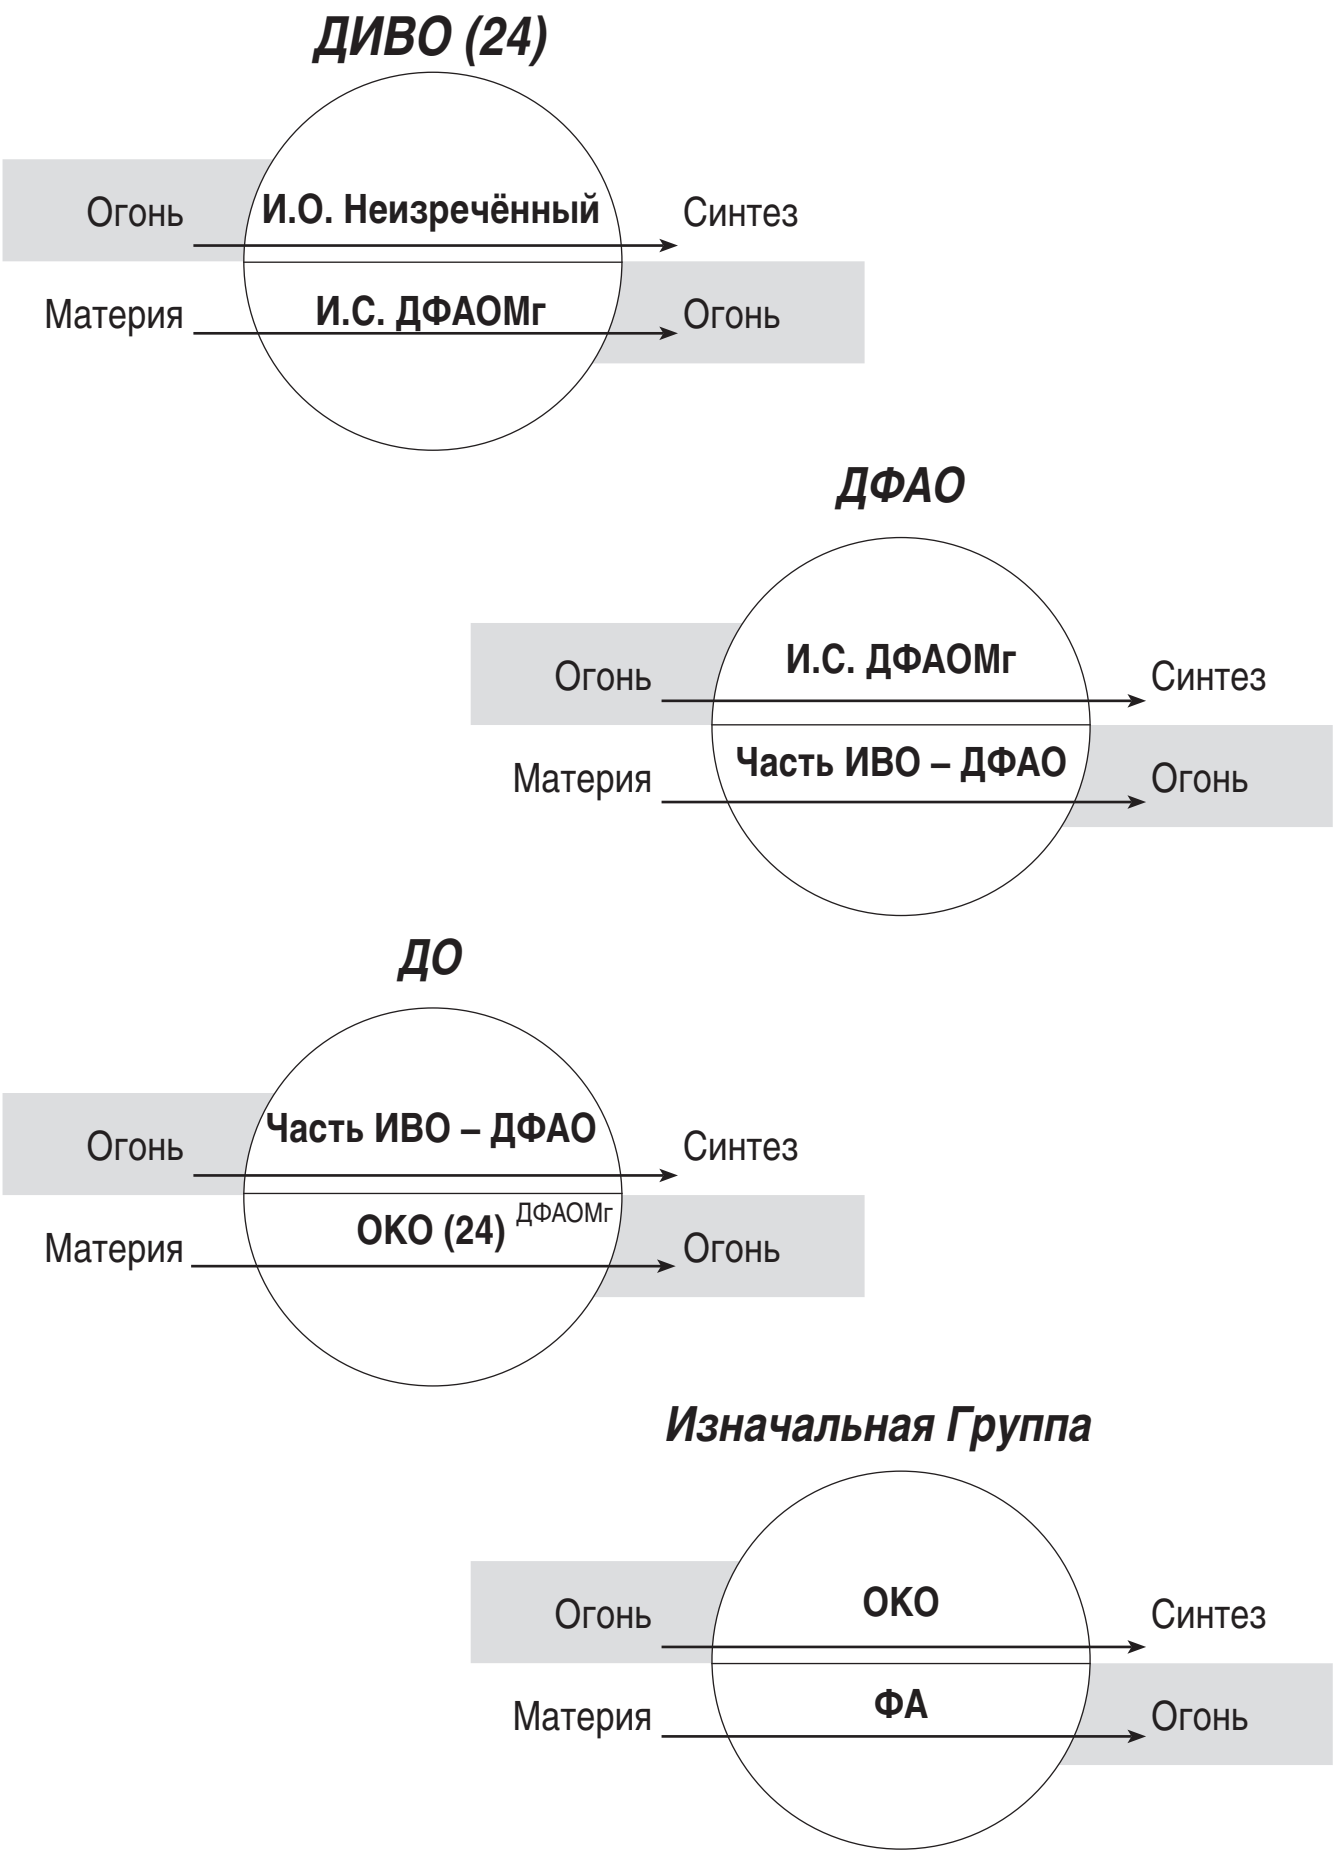 ДИВО (24)
Огонь И.О. Неизречённый Синтез
Материя И.С. ДФАОМг Огонь
ДФАО
Огонь И.С. ДФАОМг Синтез
Материя Часть ИВО – ДФАО Огонь
ДО
Огонь Часть ИВО – ДФАО Синтез
Материя ОКО (24) ДФАОМг Огонь
Изначальная Группа
Огонь ОКО Синтез
Материя ФА Огонь